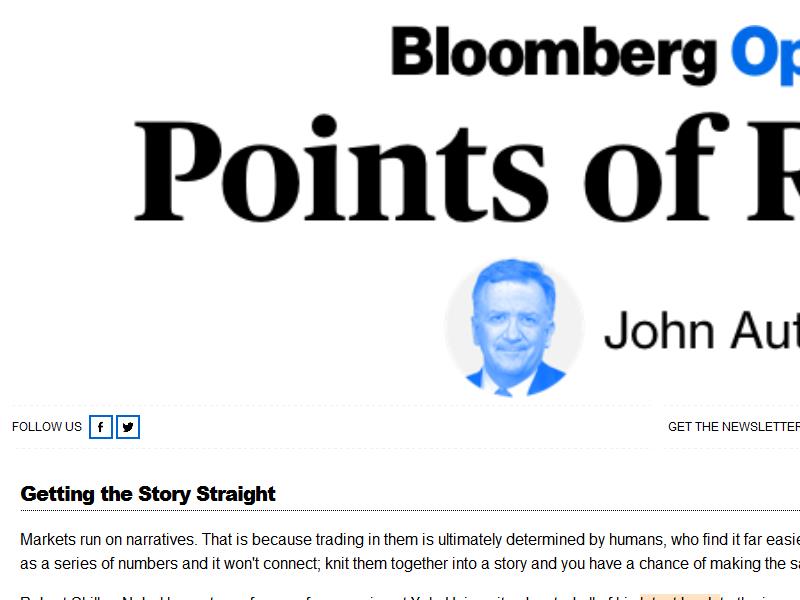 Bloomberg Op
Points of R
John Aut
FOLLOW US
GET THE NEWSLETTER
Getting the Story Straight
Markets run on narratives. That is because trading in them is ultimately determined by humans, who find it far easie
as a series of numbers and it won't connect; knit them together into a story and you have a chance of making the sa